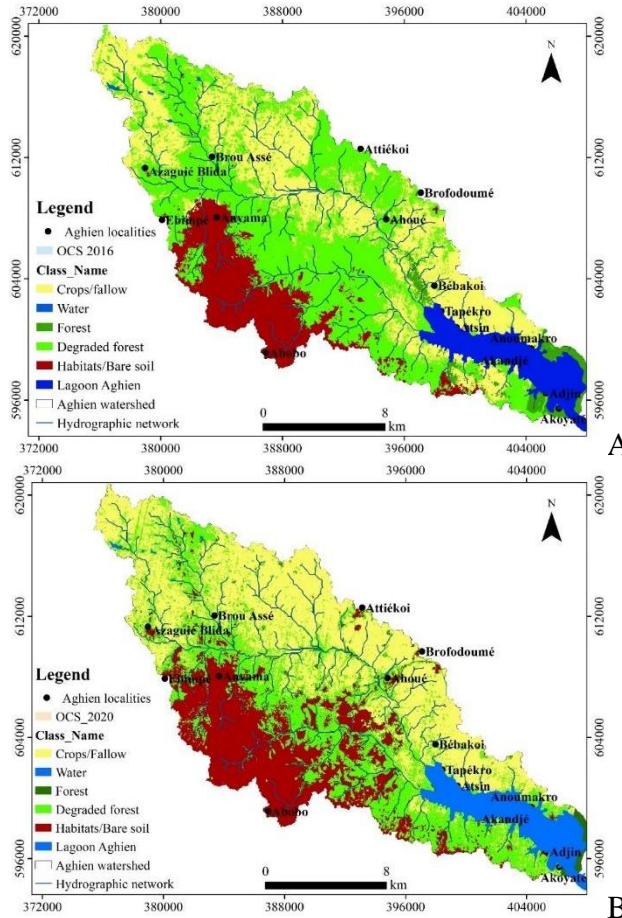 372000 380000 388000 396000 404000
620000
N
Attiékoi
Brou Assé
612000
612000
Azaguié Blida
Brofodoumé
Legend
Ebimpé
Anyama
Ahoué
Aghien localities
OCS 2016
Class_Name
604000
Bébakoi
604000
Crops/fallow
Tapékro
Water
Atsin
Forest
Anoumakro
Degraded forest
Abobo
Akandjé
Habitats/Bare soil
Lagoon Aghien
596000
Adjin
596000
Aghien watershed
0 8
Akoyaté
Hydrographic network
km
A
372000 380000 388000 396000 404000
372000 380000 388000 396000 404000
620000
620000
N
Attiékoi
Brou Assé
612000
612000
Azaguié Blida
Brofodoumé
Legend
Ebimpé
Anyama
Ahoué
Aghien localities
OCS_2020
Class_Name
604000
Bébakoi
604000
Crops/Fallow
Tapékro
Water
Atsin
Forest
Anoumakro
Degraded forest
Abobo
Akandjé
Habitats/Bare soil
Lagoon Aghien
596000
Adjin
596000
Aghien watershed
0 8
Akoyaté
Hydrographic network
km
B
372000 380000 388000 396000 404000